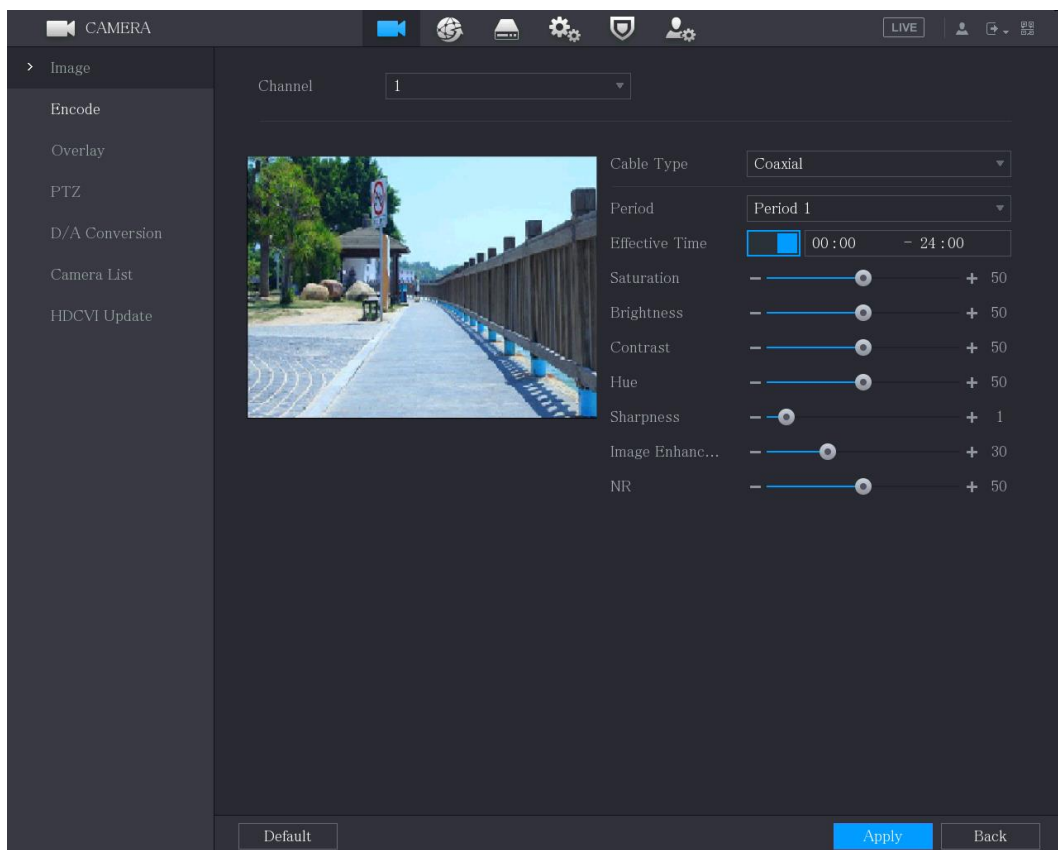 CAMERA
LIVE
Image
Encode
Overlay
PTZ
D/A Conversion
Camera List
HDCVI Update
Channel 1
Cable Type Coaxial
Period Period 1
Effective Time 00 : 00 - 24 : 00
Saturation 50
Brightness 50
Contrast 50
Hue 50
Sharpness 1
Image Enhanc... 30
NR 50
Default
Apply
Back